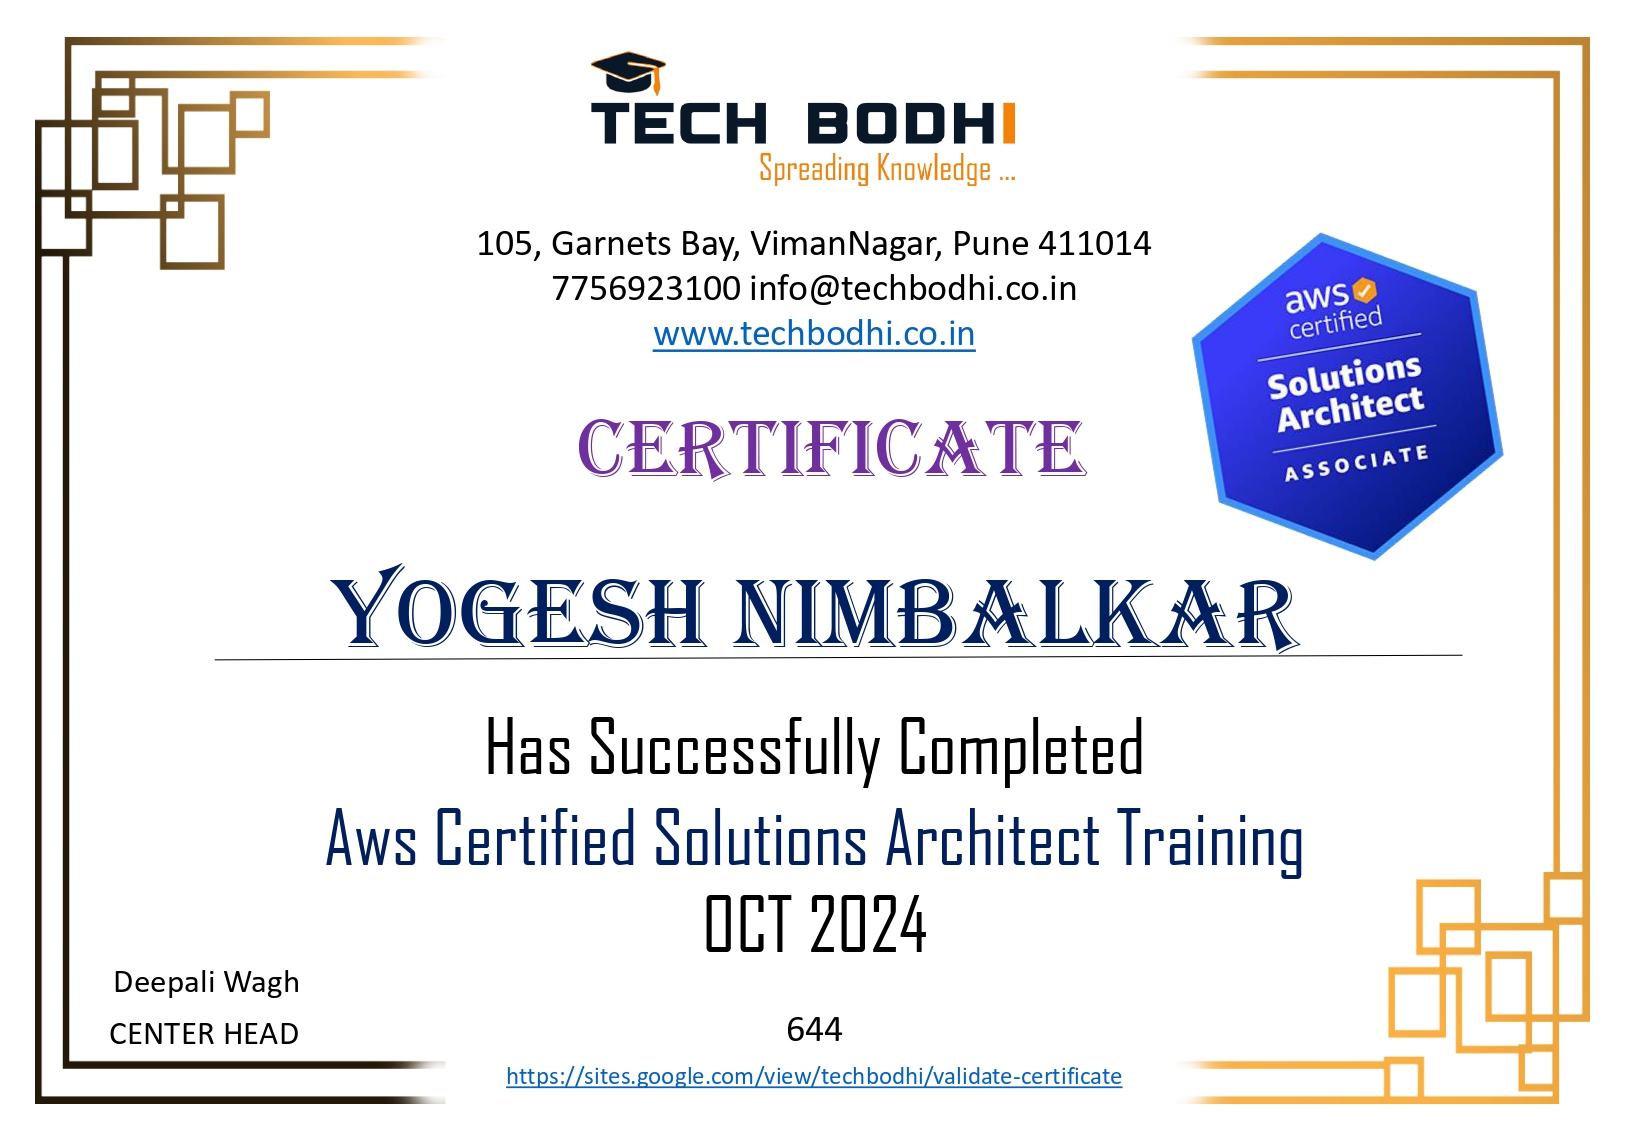 TECH BODHI
Spreading Knowledge ...
105, Garnets Bay, VimanNagar, Pune 411014
7756923100 info@techbodhi.co.in
www.techbodhi.co.in
aws
certified
Solutions
Architect
ASSOCIATE
CERTIFICATE
YOGESH NIMBALKAR
Has Successfully Completed
Aws Certified Solutions Architect Training
OCT 2024
Deepali Wagh
CENTER HEAD
644
https://sites.google.com/view/techbodhi/validate-certificate